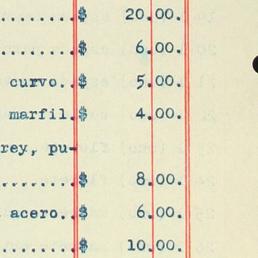 ........$ 20.00.
........$ 6.00.
curvo..$ 5.00.
marfil.$ 4.00.
rey, pu-
........$ 8.00.
acero..$ 6.00.
........$ 10.00.